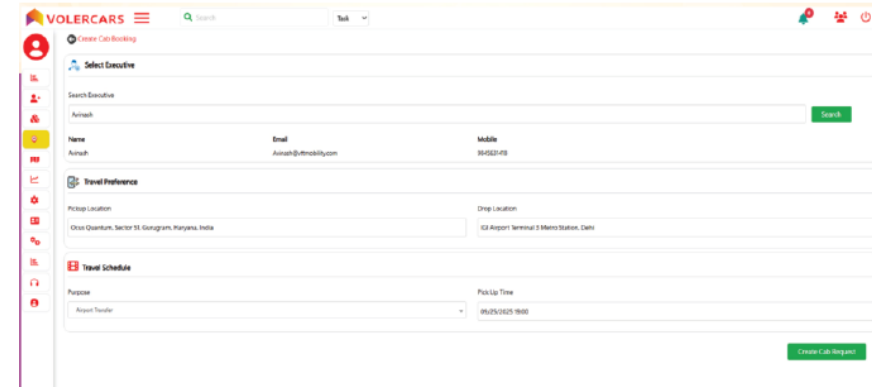 VOLERCARS
Search
Task
Create Cab Booking
Select Executive
Search Executive
Avinash
Search
Name Email Mobile
Avinash Avinash@vttmobility.com
Travel Preference
Pickup Location Drop Location
Ocus Quantum, Sector 51, Gurugram, Haryana, India IGI Airport Terminal 3 Metro Station, Delhi
Travel Schedule
Purpose Pick Up Time
Airport Transfer 05/25/2025 19:00
Create Cab Request